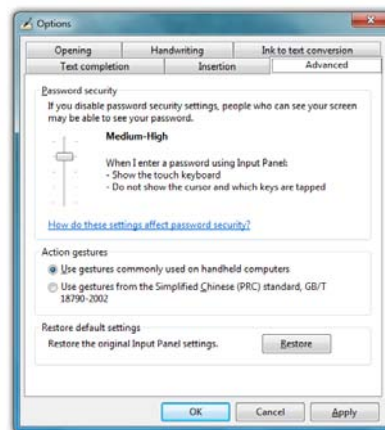 Options
Opening Handwriting Ink to text conversion
Text completion Insertion Advanced
Password security
If you disable password security settings, people who can see your screen
may be able to see your password.
Medium-High
When I enter a password using Input Panel:
- Show the touch keyboard
- Do not show the cursor and which keys are tapped
How do these settings affect password security?
Action gestures
Use gestures commonly used on handheld computers
Use gestures from the Simplified Chinese (PRC) standard, GB/T
18790-2002
Restore default settings
Restore the original Input Panel settings. Restore
OK Cancel Apply